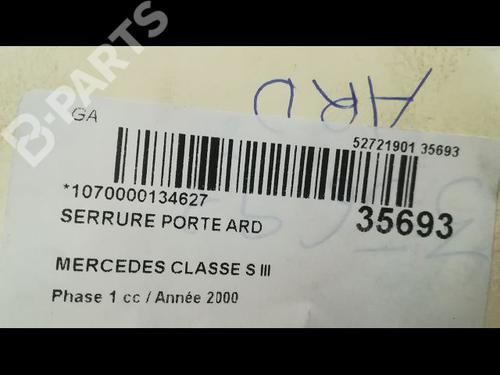 B-PARTS
ARD
GA
52721901 35693
*1070000134627
35693
SERRURE PORTE ARD
MERCEDES CLASSE S III
Phase 1 cc / Année 2000